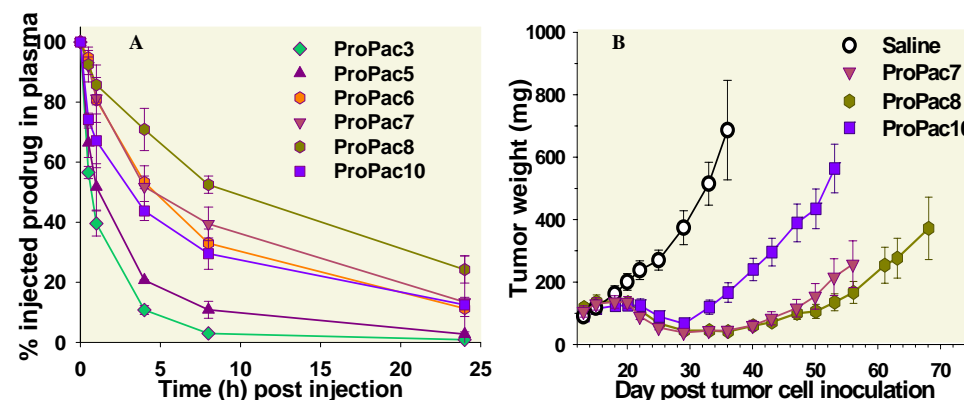 % injected prodrug in plasma
100
80
60
40
20
0
A
ProPac3
ProPac5
ProPac6
ProPac7
ProPac8
ProPac10
0 5 10 15 20 25
Time (h) post injection
Tumor weight (mg)
1000
800
600
400
200
0
B
Saline
ProPac7
ProPac8
ProPac10
20 30 40 50 60 70
Day post tumor cell inoculation